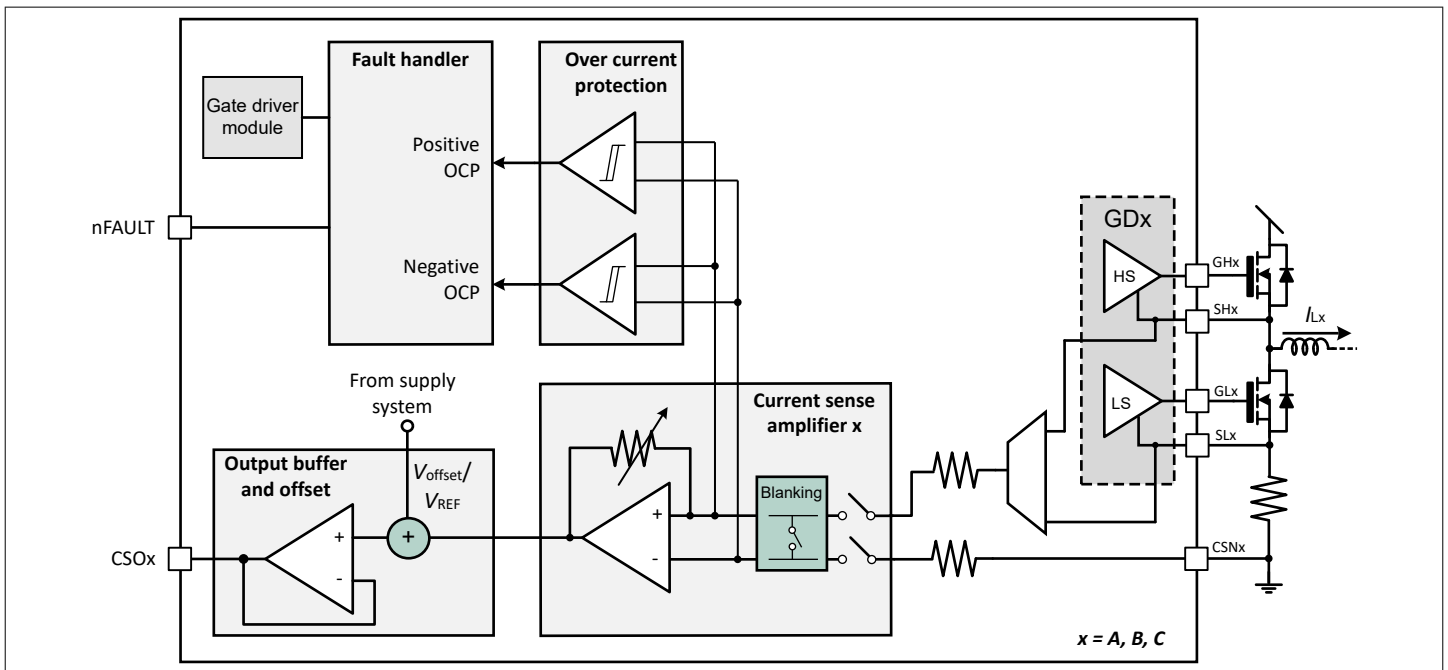 Fault handler
Over current
protection
Gate driver
module
Positive
OCP
nFAULT
Negative
OCP
GDx
HS
GHx
SHx
ILx
LS
GLx
SLx
From supply
system
Current sense
amplifier x
Output buffer
and offset
Voffset/
VREF
Blanking
+
-
+
+
-
CSOx
CSNx
x = A, B, C